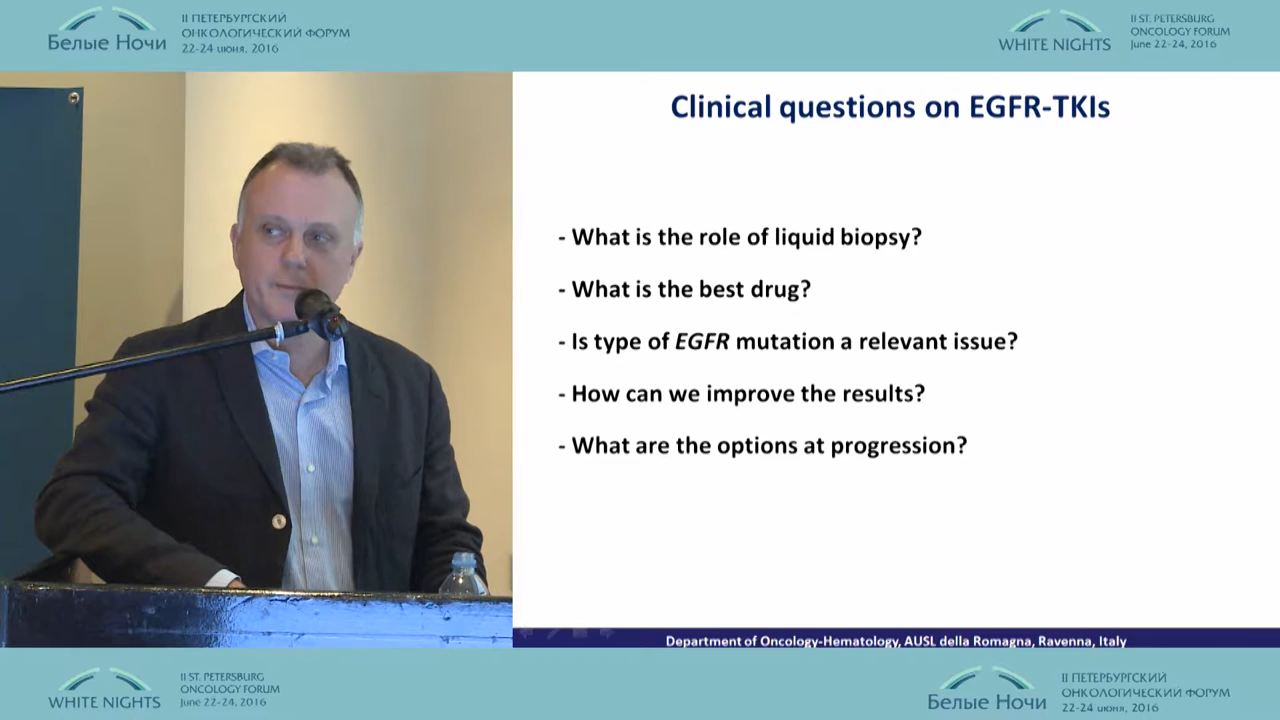 Белые Ночи
II ПЕТЕРБУРГСКИЙ
ОНКОЛОГИЧЕСКИЙ ФОРУМ
22-24 июня, 2016
WHITE NIGHTS
II ST. PETERSBURG
ONCOLOGY FORUM
June 22-24, 2016
Clinical questions on EGFR-TKIs
- What is the role of liquid biopsy?
- What is the best drug?
- Is type of EGFR mutation a relevant issue?
- How can we improve the results?
- What are the options at progression?
Department of Oncology-Hematology, AUSL della Romagna, Ravenna, Italy
WHITE NIGHTS
II ST. PETERSBURG
ONCOLOGY FORUM
June 22-24, 2016
Белые Ночи
II ПЕТЕРБУРГСКИЙ
ОНКОЛОГИЧЕСКИЙ ФОРУМ
22-24 июня, 2016